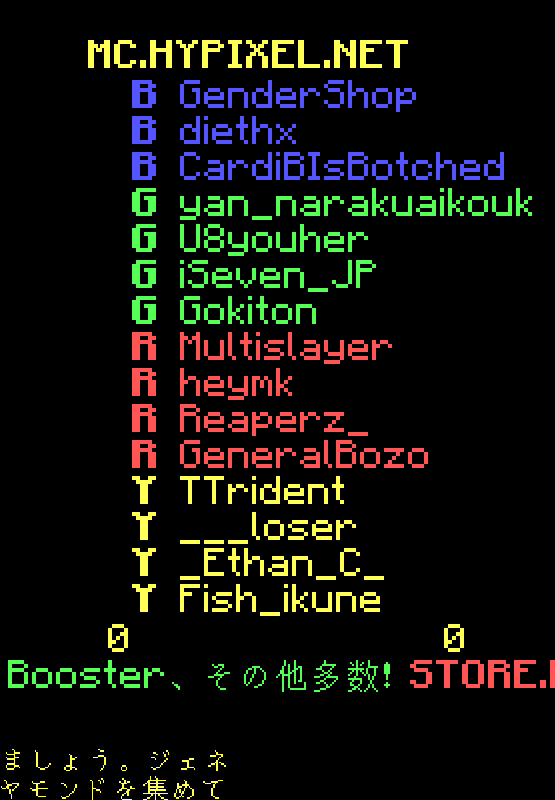 MC.HYPIXEL.NET
B GenderShop
B diethx
B CardiBIsBotched
G yan_narakuaikouk
G U8youher
G iSeven_JP
G Gokiton
R Multislayer
R heymk
R Reaperz_
R GeneralBozo
Y TTrident
Y ___loser
Y _Ethan_C_
Y Fish_ikune
0 0
Booster、その他多数! STORE.
ましょう。ジェネ
ヤモンドを集めて